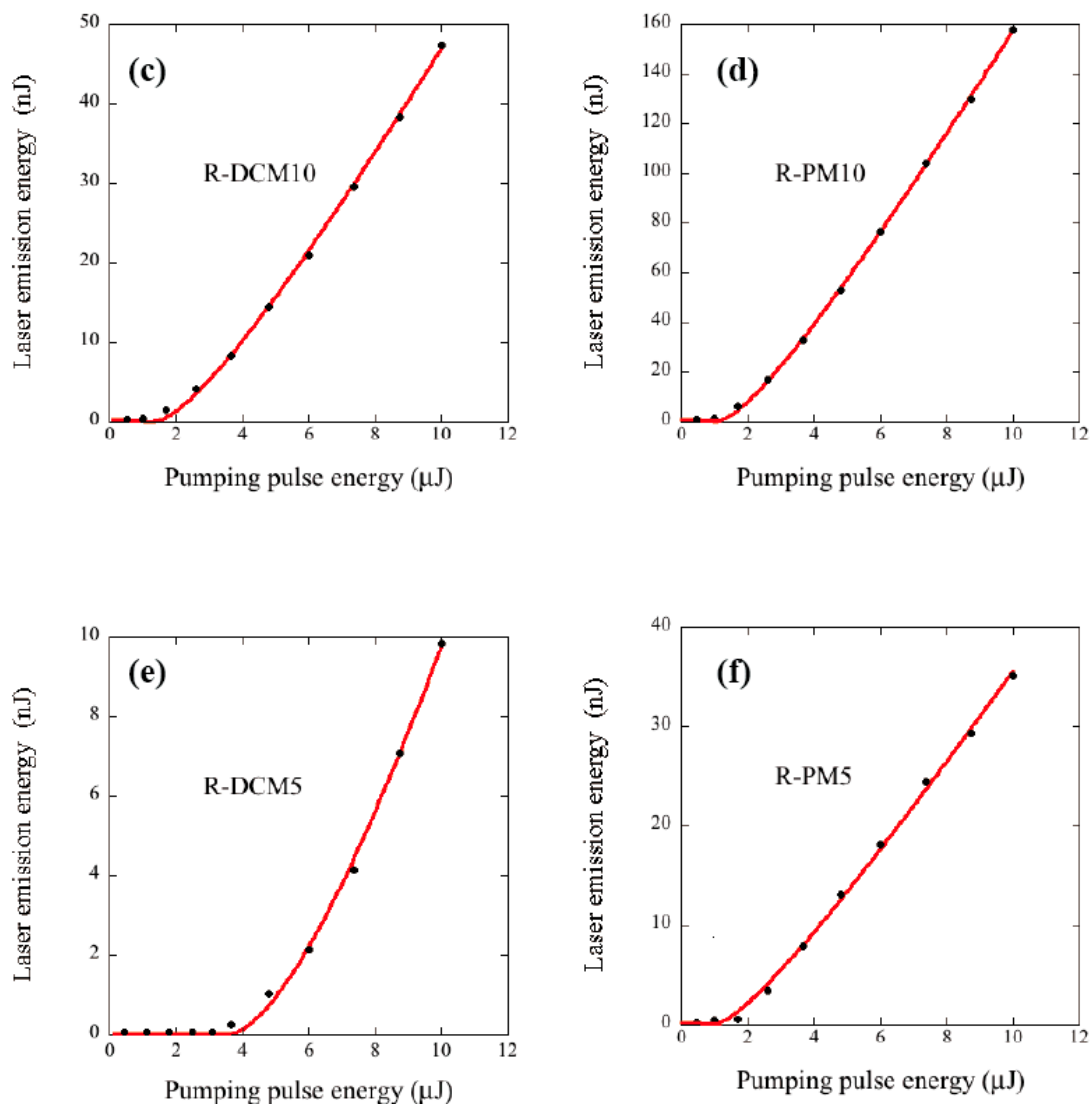 (c)
R-DCM10
Laser emission energy (nJ)
50
40
30
20
10
0
0 2 4 6 8 10 12
Pumping pulse energy (μJ)
(d)
R-PM10
Laser emission energy (nJ)
160
140
120
100
80
60
40
20
0
0 2 4 6 8 10 12
Pumping pulse energy (μJ)
(e)
R-DCM5
Laser emission energy (nJ)
10
8
6
4
2
0
0 2 4 6 8 10 12
Pumping pulse energy (μJ)
(f)
R-PM5
Laser emission energy (nJ)
40
30
20
10
0
0 2 4 6 8 10 12
Pumping pulse energy (μJ)